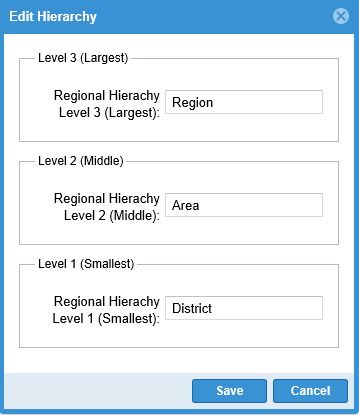 Edit Hierarchy
Level 3 (Largest)
Regional Hierachy
Level 3 (Largest):
Region
Level 2 (Middle)
Regional Hierachy
Level 2 (Middle):
Area
Level 1 (Smallest)
Regional Hierachy
Level 1 (Smallest):
District
Save
Cancel